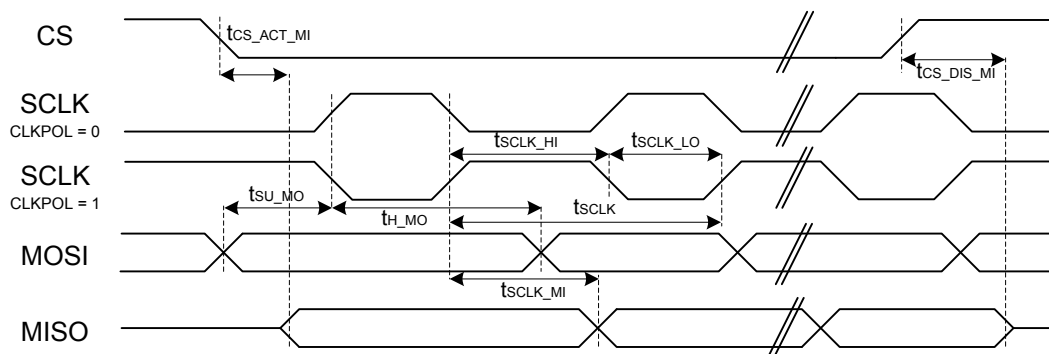 CS
tCS_ACT_MI
tCS_DIS_MI
SCLK
CLKPOL = 0
tSCLK_HI
tSCLK_LO
SCLK
CLKPOL = 1
tSU_MO
tH_MO
tSCLK
MOSI
tSCLK_MI
MISO